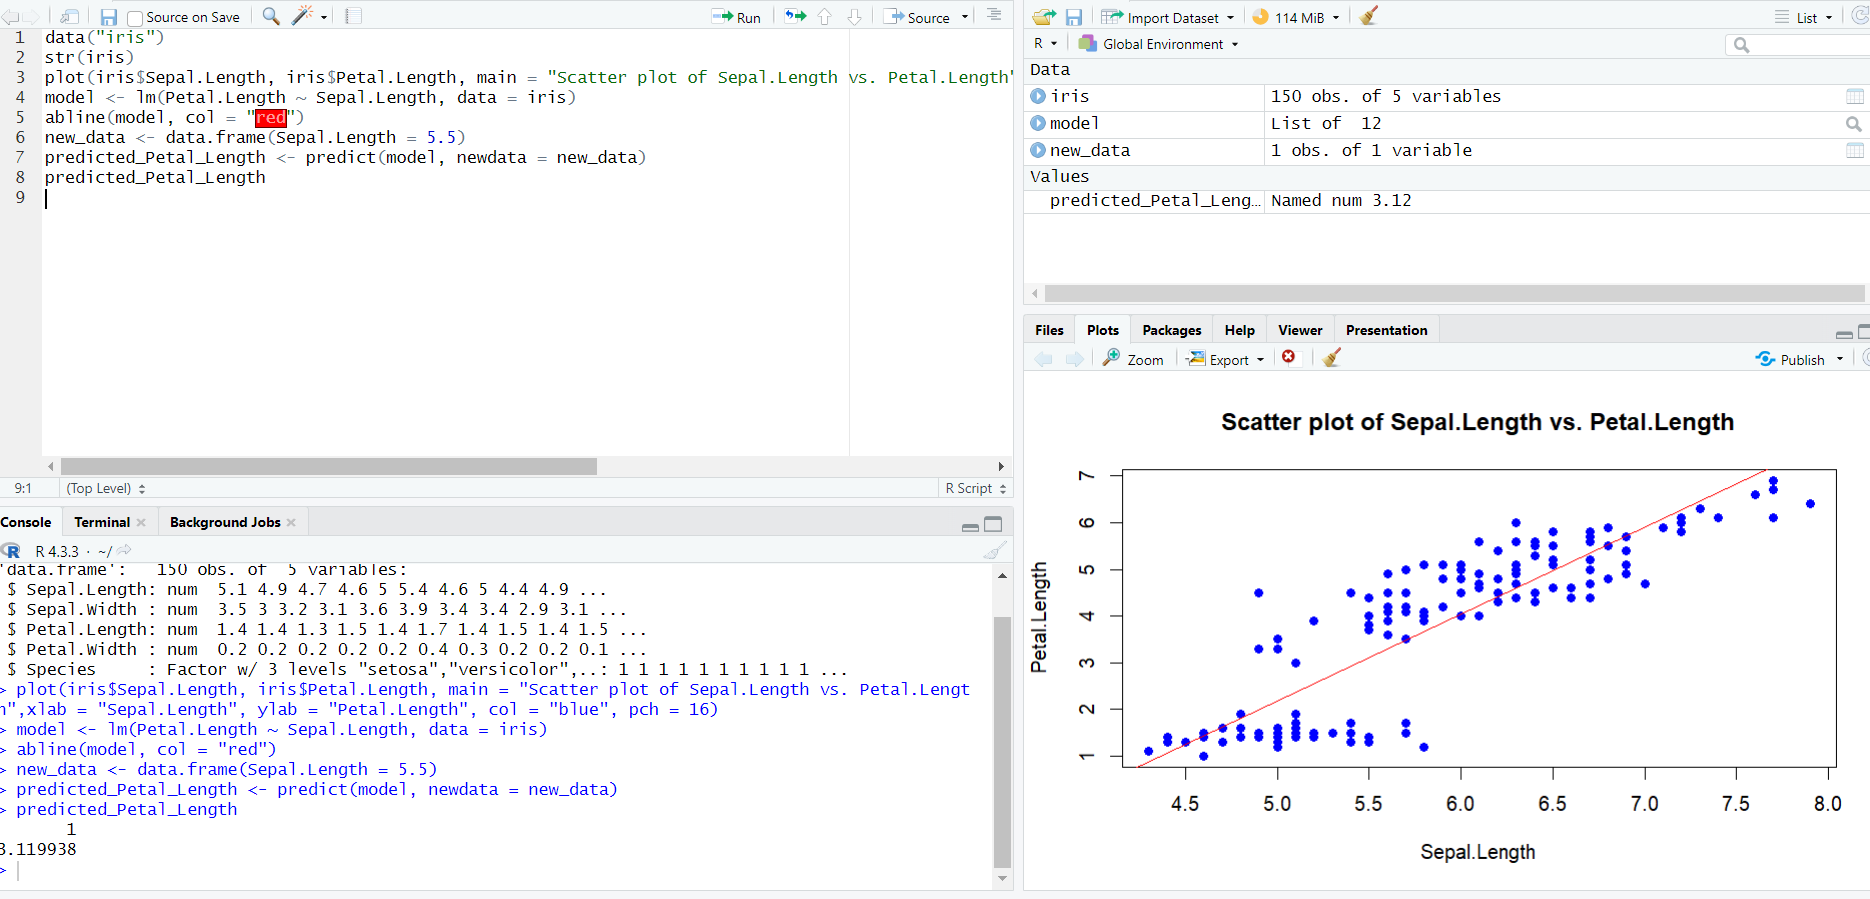 Source on Save
Run
Source
1 data("iris")
2 str(iris)
3 plot(iris$Sepal.Length, iris$Petal.Length, main = "Scatter plot of Sepal.Length vs. Petal.Length"
4 model <- lm(Petal.Length ~ Sepal.Length, data = iris)
5 abline(model, col = "red")
6 new_data <- data.frame(Sepal.Length = 5.5)
7 predicted_Petal_Length <- predict(model, newdata = new_data)
8 predicted_Petal_Length
9
9:1 (Top Level) R Script
Console Terminal Background Jobs
R 4.3.3 · ~/
'data.frame':   150 obs. of  5 variables:
$ Sepal.Length: num  5.1 4.9 4.7 4.6 5 5.4 4.6 5 4.4 4.9 ...
$ Sepal.Width : num  3.5 3 3.2 3.1 3.6 3.9 3.4 3.4 2.9 3.1 ...
$ Petal.Length: num  1.4 1.4 1.3 1.5 1.4 1.7 1.4 1.5 1.4 1.5 ...
$ Petal.Width : num  0.2 0.2 0.2 0.2 0.2 0.4 0.3 0.2 0.2 0.1 ...
$ Species     : Factor w/ 3 levels "setosa","versicolor",..: 1 1 1 1 1 1 1 1 1 1 ...
> plot(iris$Sepal.Length, iris$Petal.Length, main = "Scatter plot of Sepal.Length vs. Petal.Lengt
h",xlab = "Sepal.Length", ylab = "Petal.Length", col = "blue", pch = 16)
> model <- lm(Petal.Length ~ Sepal.Length, data = iris)
> abline(model, col = "red")
> new_data <- data.frame(Sepal.Length = 5.5)
> predicted_Petal_Length <- predict(model, newdata = new_data)
> predicted_Petal_Length
1
3.119938
>
Import Dataset 114 MiB List
R Global Environment
Data
iris 150 obs. of 5 variables
model List of  12
new_data 1 obs. of 1 variable
Values
predicted_Petal_Leng… Named num 3.12
Files Plots Packages Help Viewer Presentation
Zoom Export Publish
Scatter plot of Sepal.Length vs. Petal.Length
Petal.Length
7
6
5
4
3
2
1
4.5 5.0 5.5 6.0 6.5 7.0 7.5 8.0
Sepal.Length